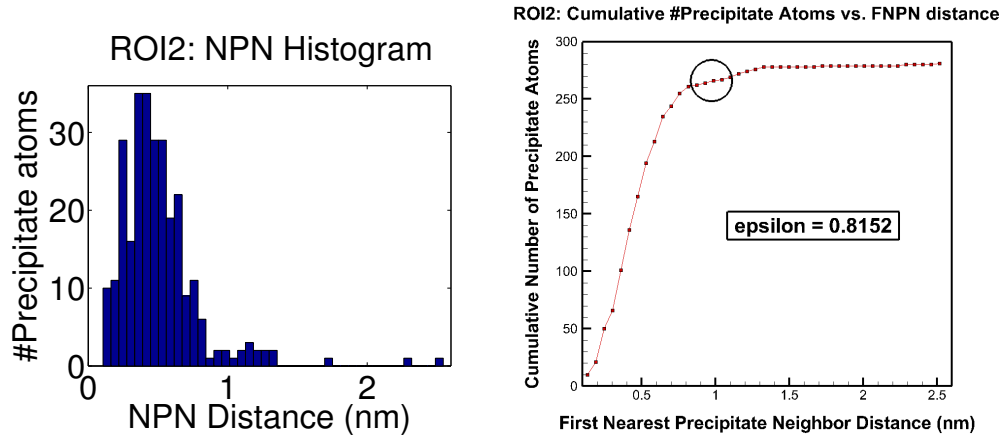 ROI2: NPN Histogram
#Precipitate atoms
30
20
10
0
0
1
2
NPN Distance (nm)
ROI2: Cumulative #Precipitate Atoms vs. FNPN distance
Cumulative Number of Precipitate Atoms
300
250
200
150
100
50
0
epsilon = 0.8152
0.5
1
1.5
2
2.5
First Nearest Precipitate Neighbor Distance (nm)